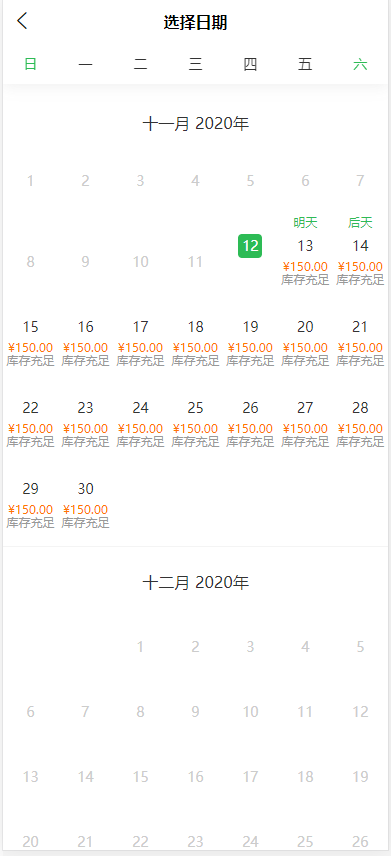 选择日期
日 一 二 三 四 五 六
十一月 2020年
1 2 3 4 5 6 7
明天 后天
8 9 10 11 12 13 14
¥150.00 ¥150.00
库存充足 库存充足
15 16 17 18 19 20 21
¥150.00 ¥150.00 ¥150.00 ¥150.00 ¥150.00 ¥150.00 ¥150.00
库存充足 库存充足 库存充足 库存充足 库存充足 库存充足 库存充足
22 23 24 25 26 27 28
¥150.00 ¥150.00 ¥150.00 ¥150.00 ¥150.00 ¥150.00 ¥150.00
库存充足 库存充足 库存充足 库存充足 库存充足 库存充足 库存充足
29 30
¥150.00 ¥150.00
库存充足 库存充足
十二月 2020年
1 2 3 4 5
6 7 8 9 10 11 12
13 14 15 16 17 18 19
20 21 22 23 24 25 26